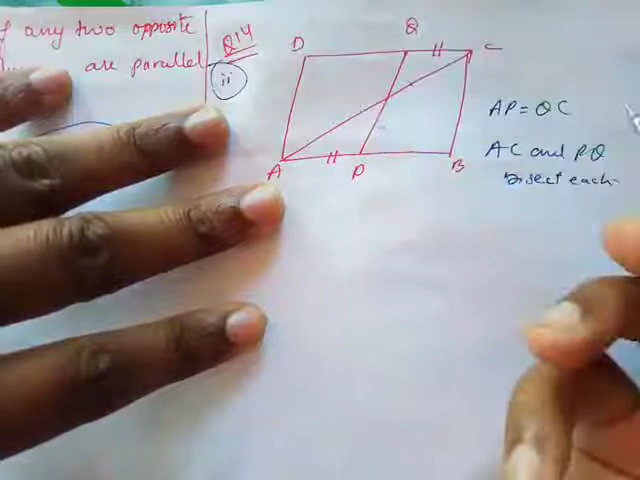 f any two opposite
are parallel
Q14
ii
D
Q
C
A
P
B
AP = QC
AC and PQ
Bisect each